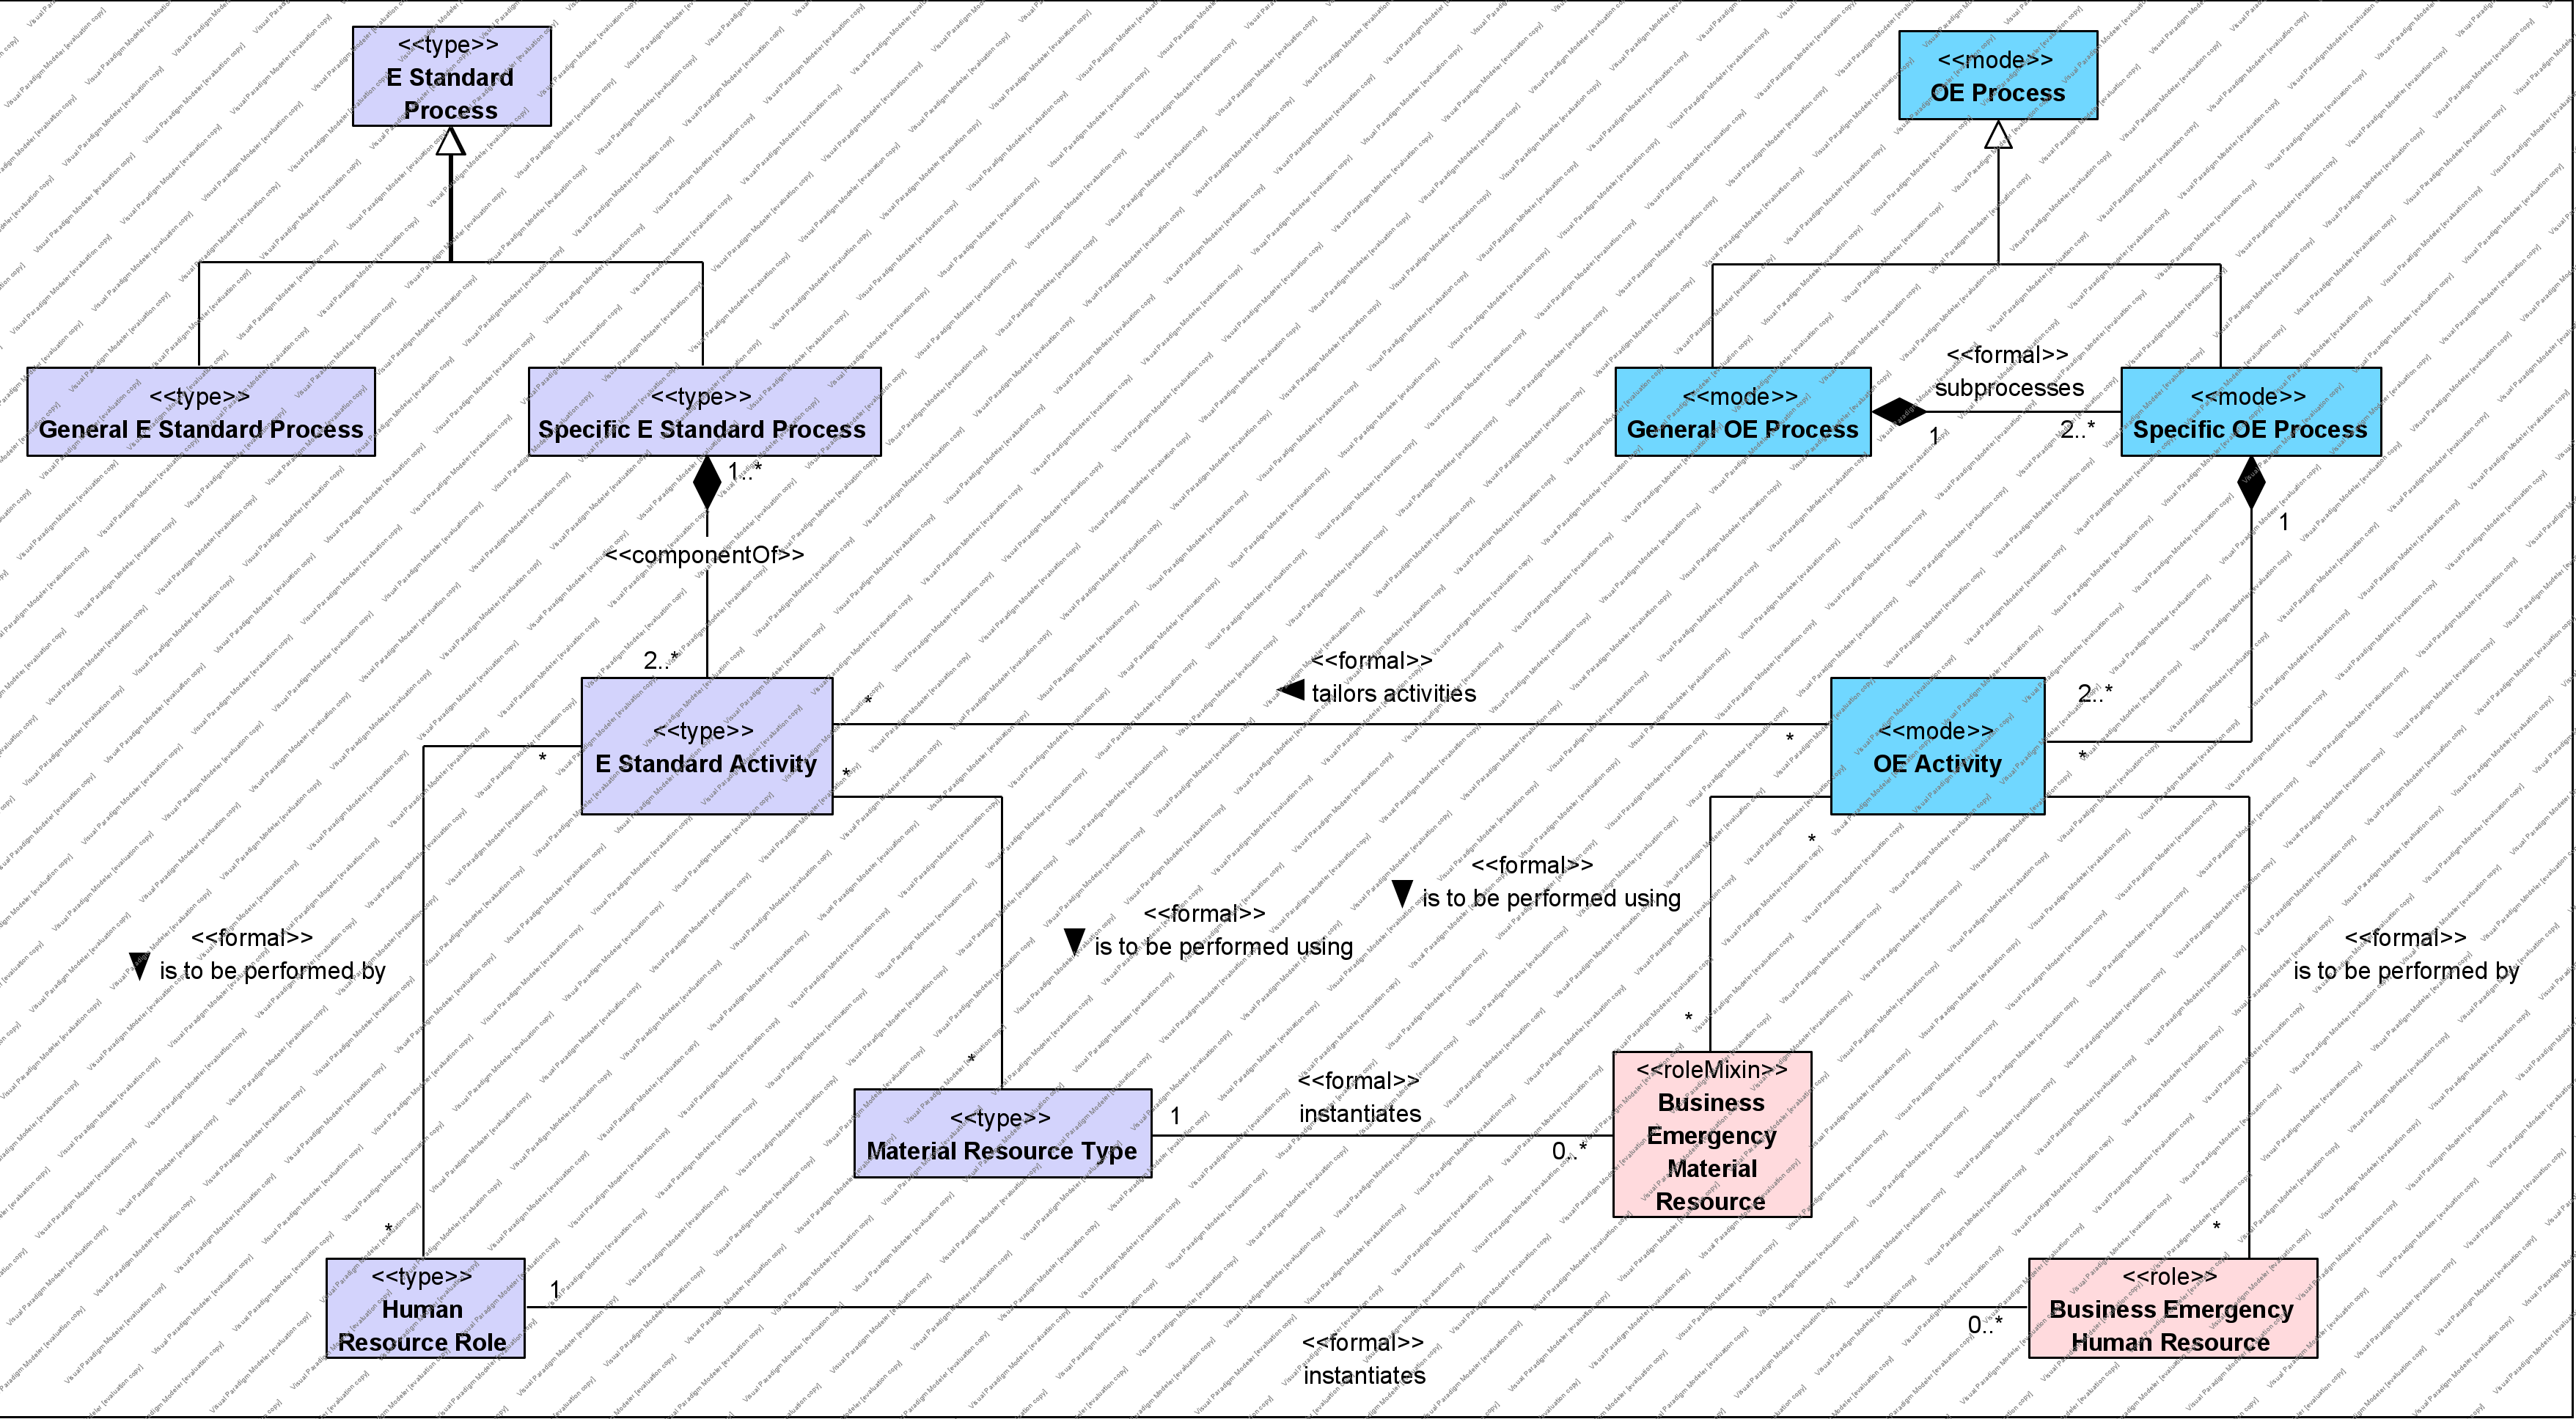 <<type>>
E Standard
Process
<<mode>>
OE Process
<<type>>
General E Standard Process
<<type>>
Specific E Standard Process
<<mode>>
General OE Process
<<formal>>
subprocesses
1
2..*
<<mode>>
Specific OE Process
1..*
<<componentOf>>
2..*
1
<<type>>
E Standard Activity
*
*
*
<<formal>>
tailors activities
*
<<mode>>
OE Activity
2..*
*
*
<<formal>>
is to be performed by
<<formal>>
is to be performed using
<<formal>>
is to be performed using
<<formal>>
is to be performed by
*
*
*
*
<<type>>
Material Resource Type
1
<<formal>>
instantiates
0..*
<<roleMixin>>
Business
Emergency
Material
Resource
<<type>>
Human
Resource Role
1
<<formal>>
instantiates
0..*
<<role>>
Business Emergency
Human Resource
Visual Paradigm Modeler [evaluation copy]